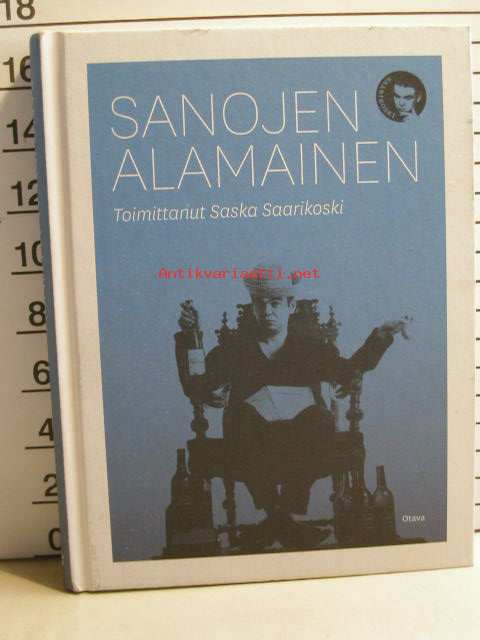 18
16
14
12
10
8
6
4
2
0
SANOJEN
ALAMAINEN
Toimittanut Saska Saarikoski
Antikvariaatti.net
Otava